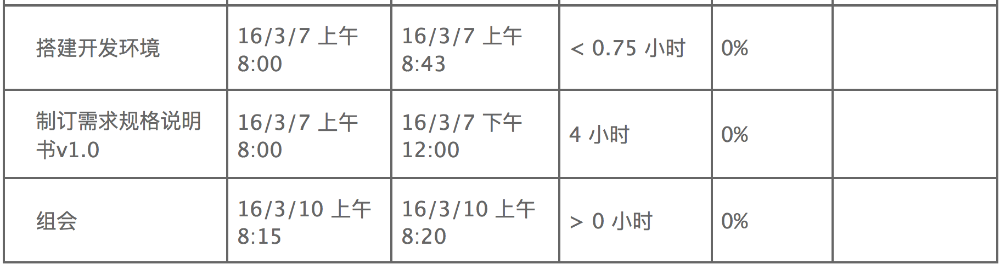 搭建开发环境
16/3/7 上午
8:00
16/3/7 上午
8:43
< 0.75 小时
0%
制订需求规格说明
书v1.0
16/3/7 上午
8:00
16/3/7 下午
12:00
4 小时
0%
组会
16/3/10 上午
8:15
16/3/10 上午
8:20
> 0 小时
0%